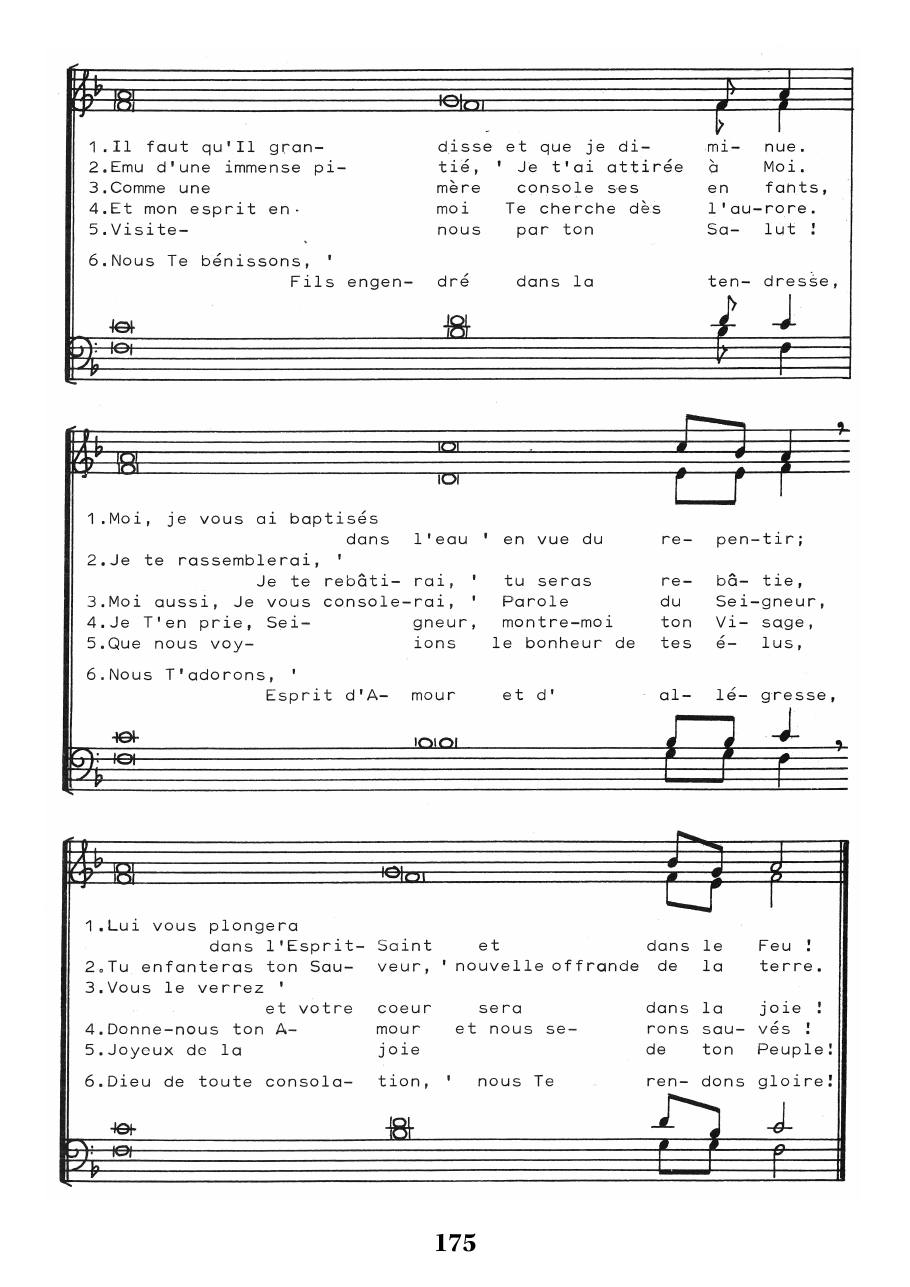 1.Il faut qu'Il gran- disse et que je di- mi- nue.
2.Emu d'une immense pi- tié, ' Je t'ai attirée à Moi.
3.Comme une mère console ses en fants,
4.Et mon esprit en moi Te cherche dès l'au-rore.
5.Visite- nous par ton Sa- lut !
6.Nous Te bénissons, '
Fils engen- dré dans la ten- dresse,
1.Moi, je vous ai baptisés
dans l'eau ' en vue du re- pen-tir;
2.Je te rassemblerai, '
Je te rebâti- rai, ' tu seras re- bâ- tie,
3.Moi aussi, Je vous console-rai, ' Parole du Sei-gneur,
4.Je T'en prie, Sei- gneur, montre-moi ton Vi- sage,
5.Que nous voy- ions le bonheur de tes é- lus,
6.Nous T'adorons, '
Esprit d'A- mour et d' al- lé- gresse,
1.Lui vous plongera
dans l'Esprit- Saint et dans le Feu !
2.Tu enfanteras ton Sau- veur, ' nouvelle offrande de la terre.
3.Vous le verrez '
et votre coeur sera dans la joie !
4.Donne-nous ton A- mour et nous se- rons sau- vés !
5.Joyeux de la joie de ton Peuple!
6.Dieu de toute consola- tion, ' nous Te ren- dons gloire!
175